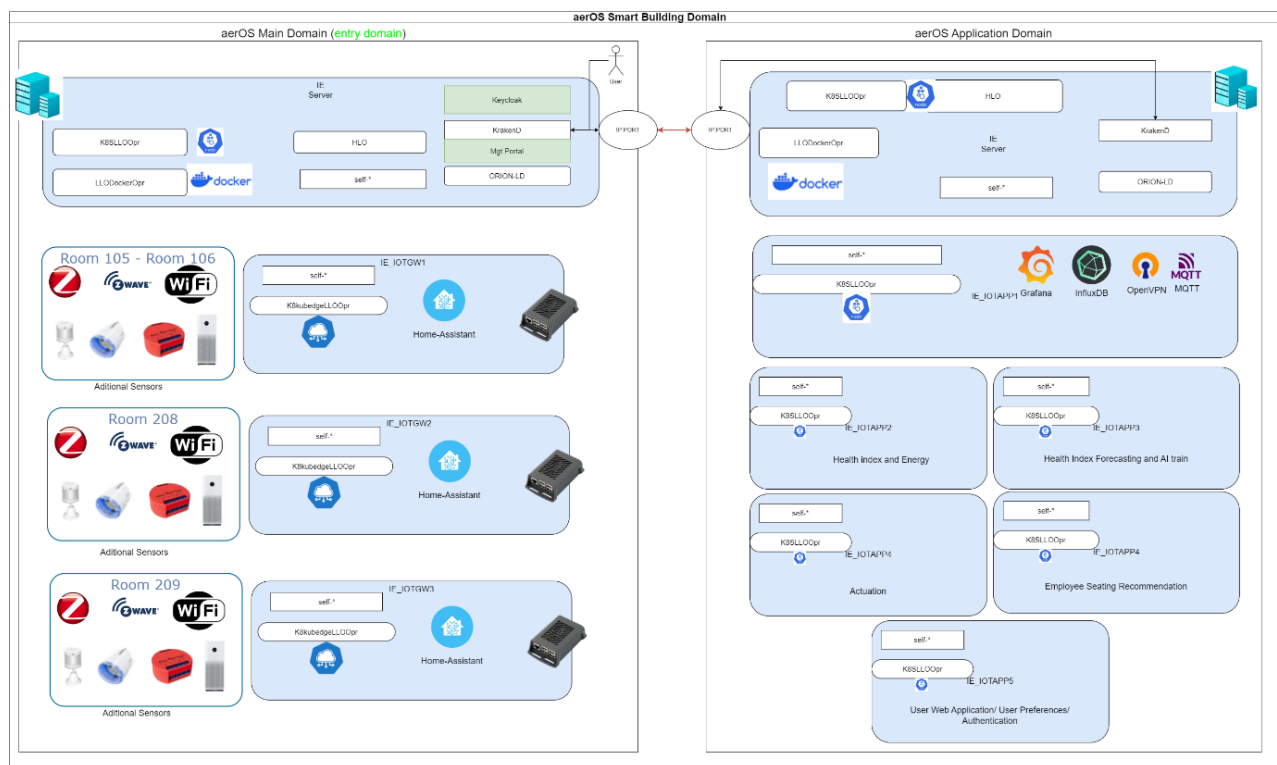 aerOS Smart Building Domain
aerOS Main Domain (entry domain)
User
IE
Server
Keycloak
KrakenD
Mgt Portal
ORION-LD
K8SLLOOpr
HLO
LLODockerOpr
docker
self-*
IP:PORT
Room 105 - Room 106
Z-WAVE
WiFi
Aditional Sensors
IE_IOTGW1
self-*
K8kubedgeLLOOpr
Home-Assistant
Room 208
Z-WAVE
WiFi
Aditional Sensors
IE_IOTGW2
self-*
K8kubedgeLLOOpr
Home-Assistant
Room 209
Z-WAVE
WiFi
Aditional Sensors
IE_IOTGW3
self-*
K8kubedgeLLOOpr
Home-Assistant
aerOS Application Domain
IP:PORT
K8SLLOOpr
HLO
LLODockerOpr
IE
Server
KrakenD
docker
self-*
ORION-LD
self-*
K8SLLOOpr
IE_IOTAPP1
Grafana
InfluxDB
OpenVPN
MQTT
MQTT
self-*
K8SLLOOpr
IE_IOTAPP2
Health index and Energy
self-*
K8SLLOOpr
IE_IOTAPP3
Health Index Forecasting and AI train
self-*
K8SLLOOpr
IE_IOTAPP4
Actuation
self-*
K8SLLOOpr
IE_IOTAPP4
Employee Seating Recommendation
self-*
K8SLLOOpr
IE_IOTAPP5
User Web Application/ User Preferences/
Authentication